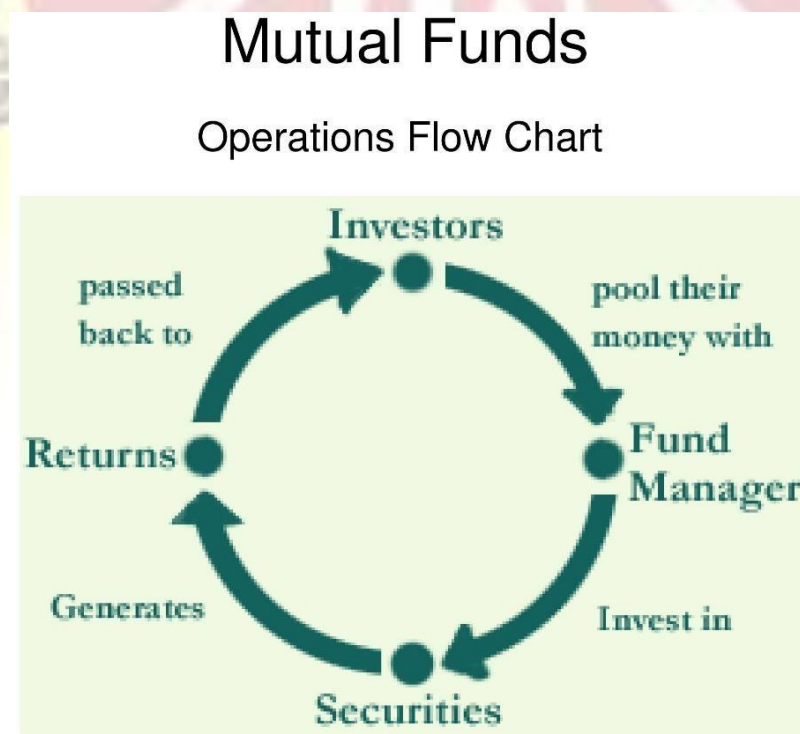 Mutual Funds
Operations Flow Chart
Investors
pool their
money with
Fund
Manager
Invest in
Securities
Generates
Returns
passed
back to